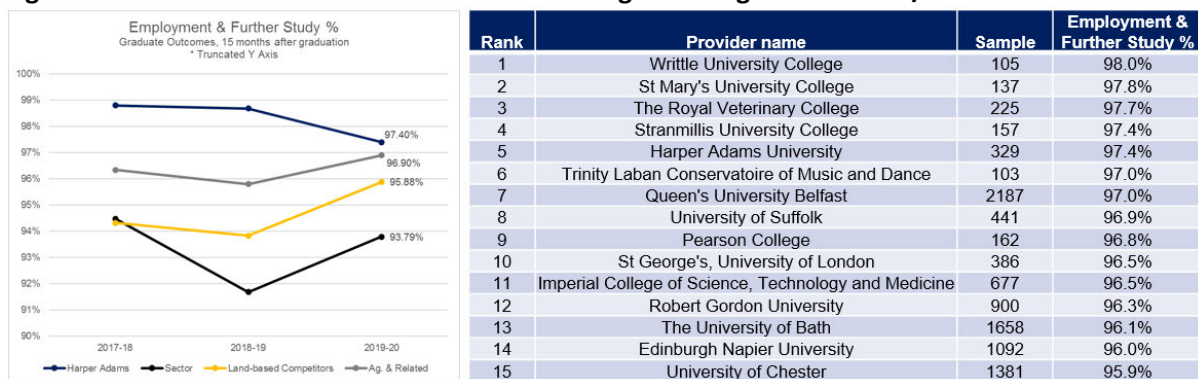 Employment & Further Study %
Graduate Outcomes, 15 months after graduation
* Truncated Y Axis
100%
99%
98%
97%
96%
95%
94%
93%
92%
91%
90%
97.40%
96.90%
95.88%
93.79%
2017-18 2018-19 2019-20
Harper Adams Sector Land-based Competitors Ag. & Related
Rank Provider name Sample Employment & Further Study %
1 Writtle University College 105 98.0%
2 St Mary's University College 137 97.8%
3 The Royal Veterinary College 225 97.7%
4 Stranmillis University College 157 97.4%
5 Harper Adams University 329 97.4%
6 Trinity Laban Conservatoire of Music and Dance 103 97.0%
7 Queen's University Belfast 2187 97.0%
8 University of Suffolk 441 96.9%
9 Pearson College 162 96.8%
10 St George's, University of London 386 96.5%
11 Imperial College of Science, Technology and Medicine 677 96.5%
12 Robert Gordon University 900 96.3%
13 The University of Bath 1658 96.1%
14 Edinburgh Napier University 1092 96.0%
15 University of Chester 1381 95.9%